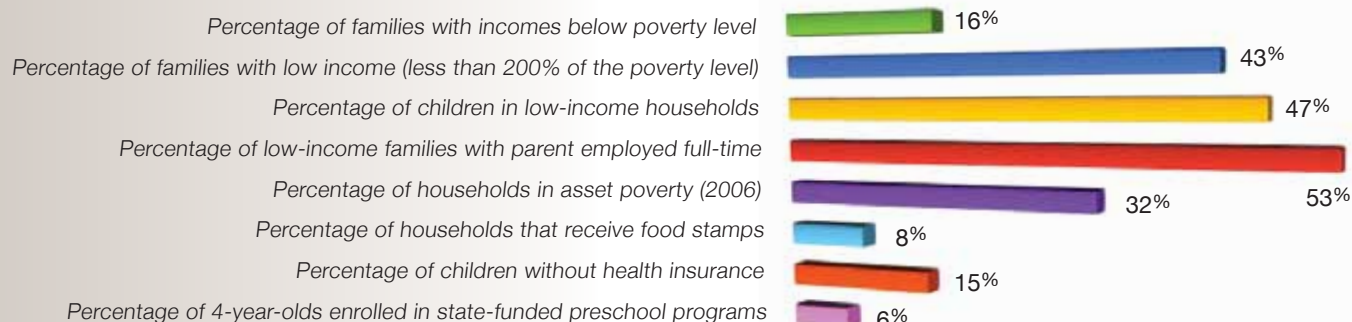 Percentage of families with incomes below poverty level 16%
Percentage of families with low income (less than 200% of the poverty level) 43%
Percentage of children in low-income households 47%
Percentage of low-income families with parent employed full-time 53%
Percentage of households in asset poverty (2006) 32%
Percentage of households that receive food stamps 8%
Percentage of children without health insurance 15%
Percentage of 4-year-olds enrolled in state-funded preschool programs 6%